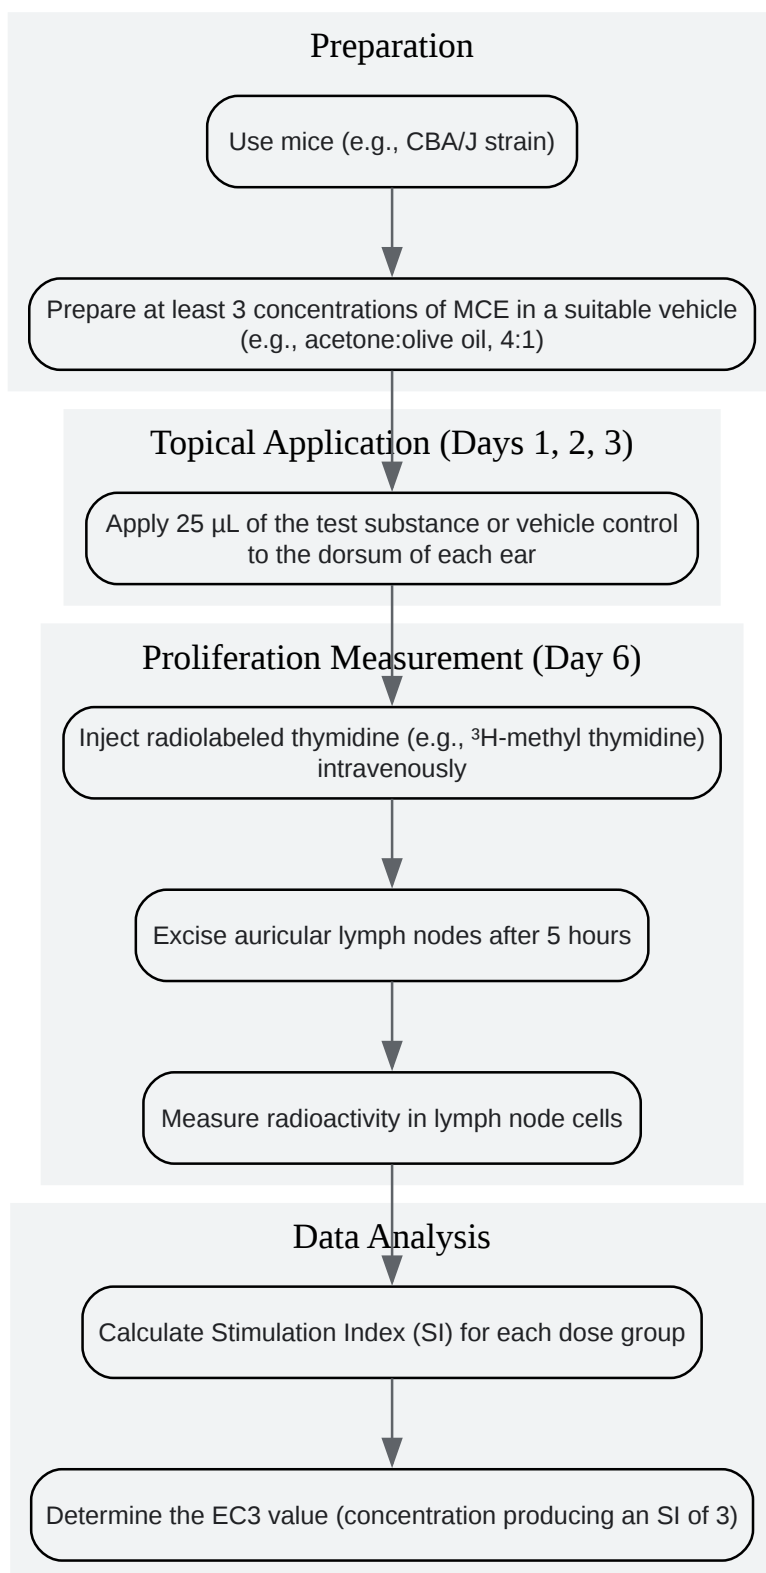 Preparation
Use mice (e.g., CBA/J strain)
Prepare at least 3 concentrations of MCE in a suitable vehicle
(e.g., acetone:olive oil, 4:1)
Topical Application (Days 1, 2, 3)
Apply 25 µL of the test substance or vehicle control
to the dorsum of each ear
Proliferation Measurement (Day 6)
Inject radiolabeled thymidine (e.g., ³H-methyl thymidine)
intravenously
Excise auricular lymph nodes after 5 hours
Measure radioactivity in lymph node cells
Data Analysis
Calculate Stimulation Index (SI) for each dose group
Determine the EC3 value (concentration producing an SI of 3)